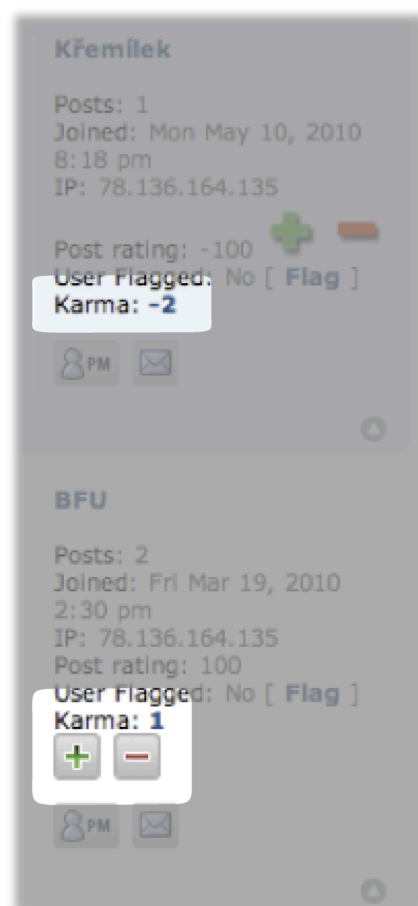 Křemílek
Posts: 1
Joined: Mon May 10, 2010
8:18 pm
IP: 78.136.164.135
Post rating: -100
User Flagged: No [ Flag ]
Karma: -2
PM
BFU
Posts: 2
Joined: Fri Mar 19, 2010
2:30 pm
IP: 78.136.164.135
Post rating: 100
User Flagged: No [ Flag ]
Karma: 1
PM